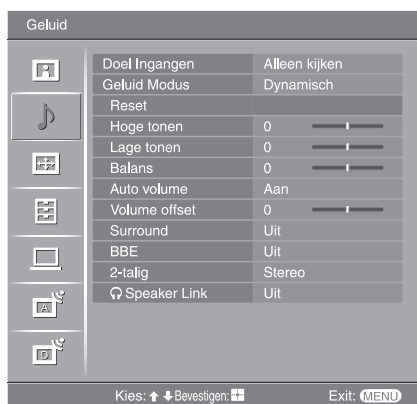 Geluid
Doel Ingangen Alleen kijken
Geluid Modus Dynamisch
Reset
Hoge tonen 0
Lage tonen 0
Balans 0
Auto volume Aan
Volume offset 0
Surround Uit
BBE Uit
2-talig Stereo
Speaker Link Uit
A
D
Kies: Bevestigen: Exit: MENU